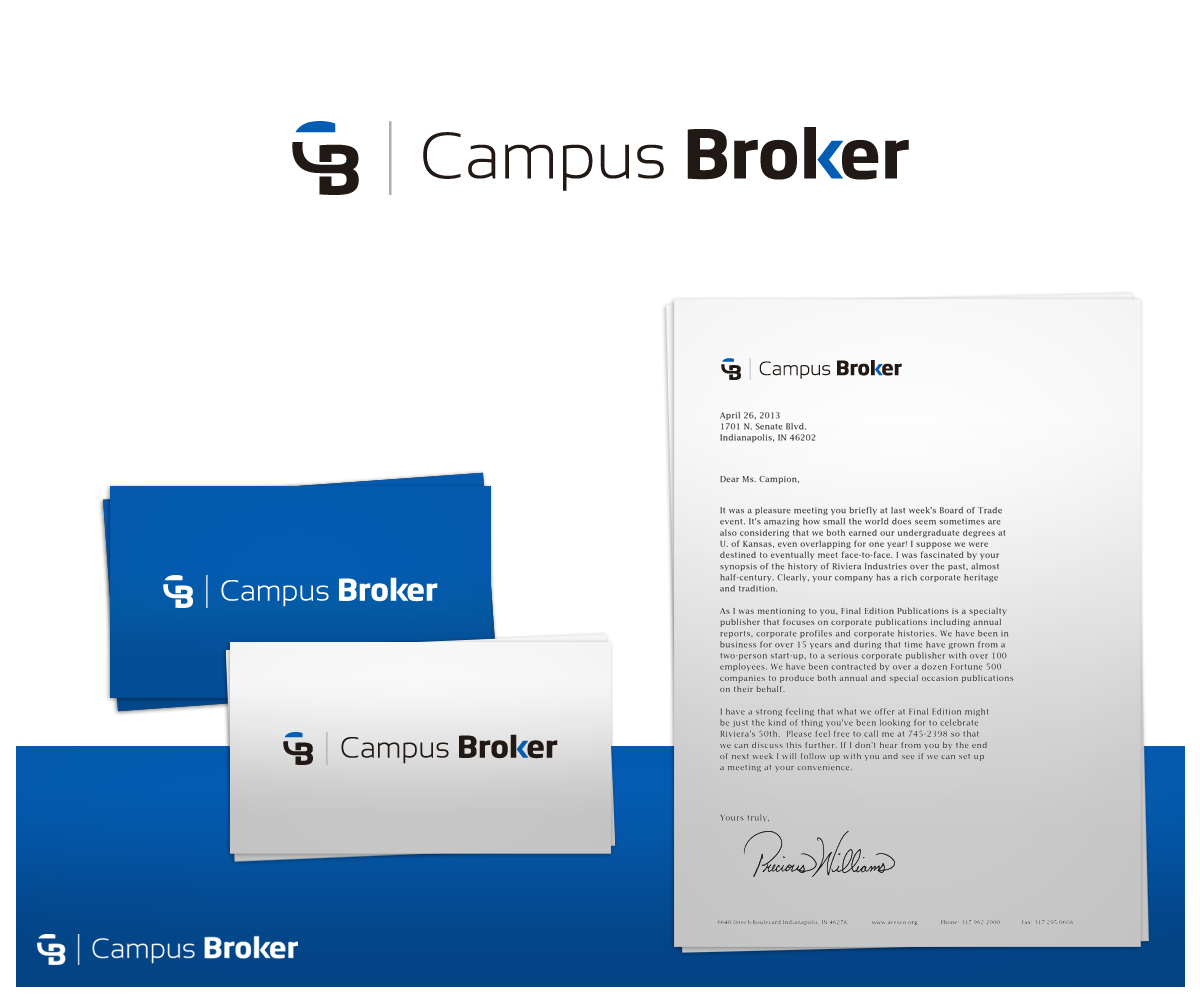 CB | Campus Broker
CB | Campus Broker
April 26, 2013
1701 N. Senate Blvd.
Indianapolis, IN 46202
Dear Ms. Campion,
It was a pleasure meeting you briefly at last week's Board of Trade
event. It's amazing how small the world does seem sometimes are
also considering that we both earned our undergraduate degrees at
U. of Kansas, even overlapping for one year! I suppose we were
destined to eventually meet face-to-face. I was fascinated by your
synopsis of the history of Riviera Industries over the past, almost
half-century. Clearly, your company has a rich corporate heritage
and tradition.
As I was mentioning to you, Final Edition Publications is a specialty
publisher that focuses on corporate publications including annual
reports, corporate profiles and corporate histories. We have been in
business for over 15 years and during that time have grown from a
two-person start-up, to a serious corporate publisher with over 100
employees. We have been contracted by over a dozen Fortune 500
companies to produce both annual and special occasion publications
on their behalf.
I have a strong feeling that what we offer at Final Edition might
be just the kind of thing you've been looking for to celebrate
Riviera's 50th. Please feel free to call me at 745-2398 so that
we can discuss this further. If I don't hear from you by the end
of next week I will follow up with you and see if we can set up
a meeting at your convenience.
Yours truly,
Precious Williams
6640 Intech Boulevard Indianapolis, IN 46278 www.acesco.org Phone: 317 962-2000 Fax: 317 295 0606
CB | Campus Broker
CB | Campus Broker
CB | Campus Broker